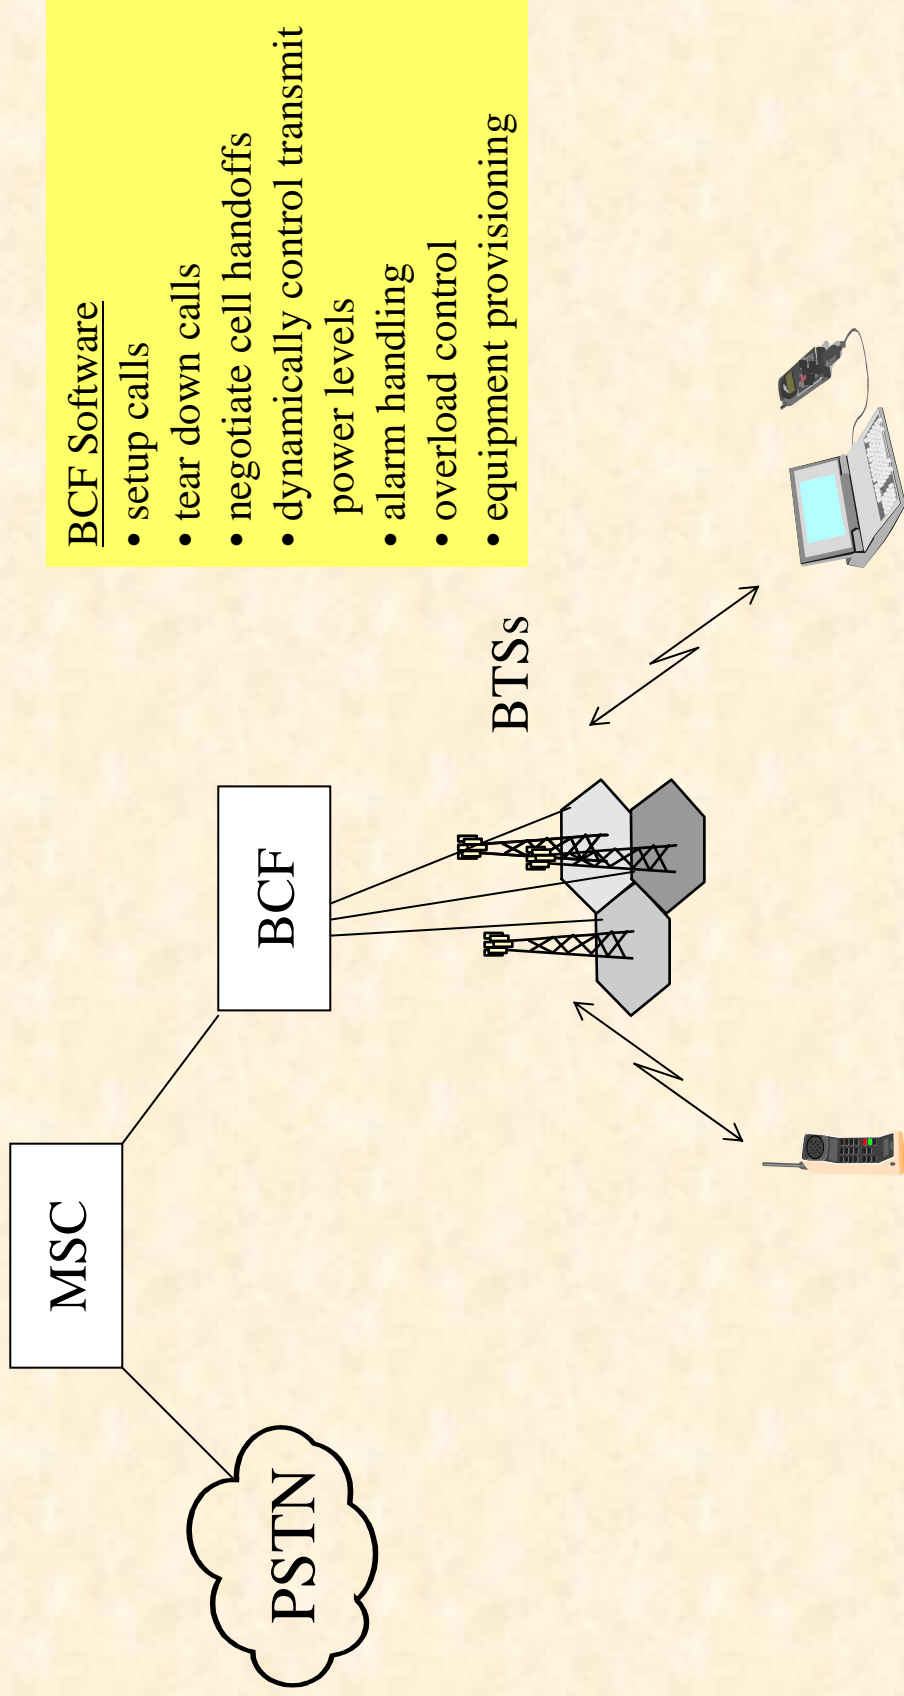 MSC
PSTN
BCF
BTSs
BCF Software
• setup calls
• tear down calls
• negotiate cell handoffs
• dynamically control transmit
power levels
• alarm handling
• overload control
• equipment provisioning